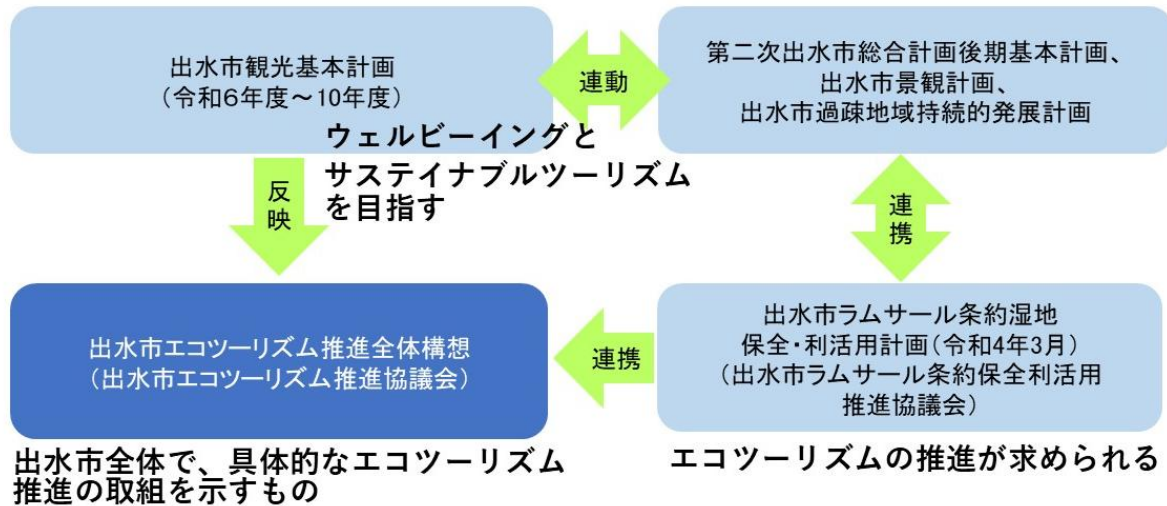 出水市観光基本計画
（令和6年度～10年度）
連動
第二次出水市総合計画後期基本計画、
出水市景観計画、
出水市過疎地域持続的発展計画
ウェルビーイングと
サステイナブルツーリズム
を目指す
反
映
連
携
出水市エコツーリズム推進全体構想
（出水市エコツーリズム推進協議会）
連携
出水市ラムサール条約湿地
保全・利活用計画（令和4年3月）
（出水市ラムサール条約保全利活用
推進協議会）
出水市全体で、具体的なエコツーリズム
推進の取組を示すもの
エコツーリズムの推進が求められる